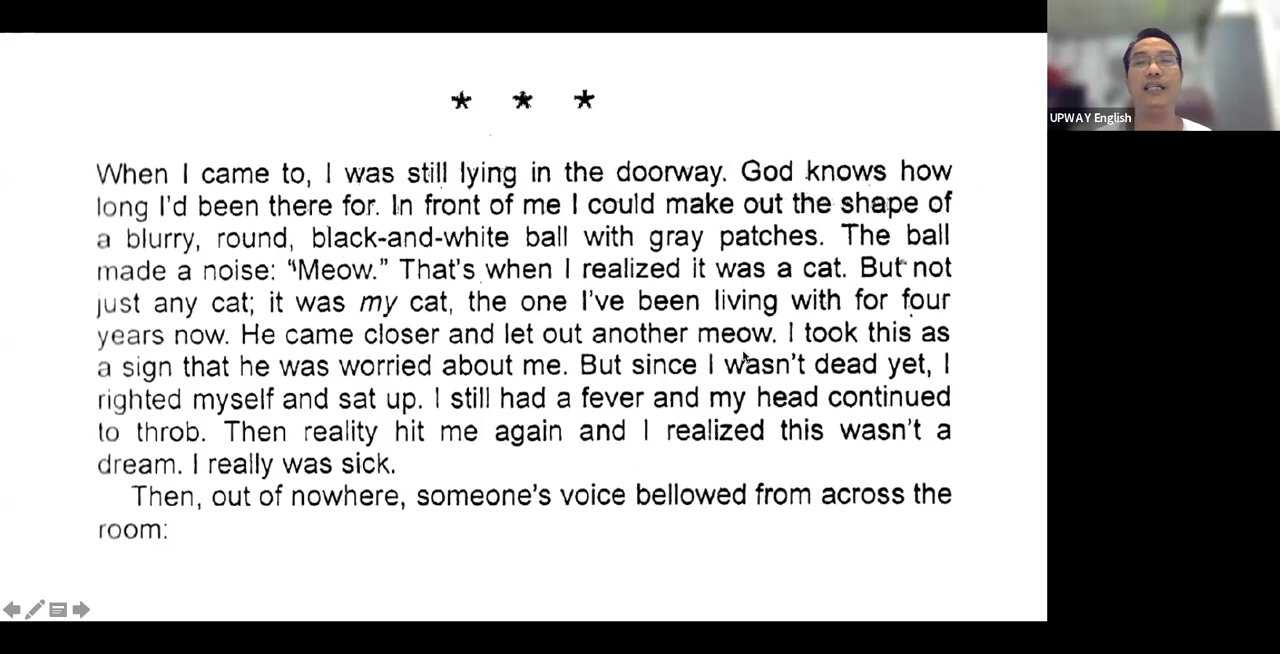 * * *
When I came to, I was still lying in the doorway. God knows how
long I'd been there for. In front of me I could make out the shape of
a blurry, round, black-and-white ball with gray patches. The ball
made a noise: “Meow.” That's when I realized it was a cat. But not
just any cat; it was my cat, the one I've been living with for four
years now. He came closer and let out another meow. I took this as
a sign that he was worried about me. But since I wasn't dead yet, I
righted myself and sat up. I still had a fever and my head continued
to throb. Then reality hit me again and I realized this wasn't a
dream. I really was sick.
Then, out of nowhere, someone's voice bellowed from across the
room:
UPWAY English